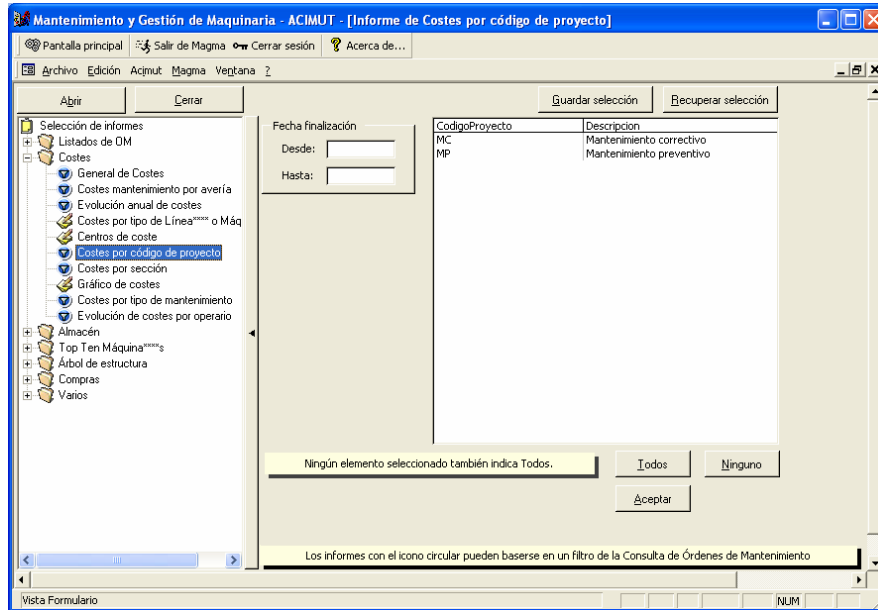 Mantenimiento y Gestión de Maquinaria - ACIMUT - [Informe de Costes por código de proyecto]
Pantalla principal Salir de Magma Cerrar sesión Acerca de...
Archivo Edición Acimut Magma Ventana ?
Abrir Cerrar Guardar selección Recuperar selección
Selección de informes
Listados de OM
Costes
General de Costes
Costes mantenimiento por avería
Evolución anual de costes
Costes por tipo de Línea**** o Máq
Centros de coste
Costes por código de proyecto
Costes por sección
Gráfico de costes
Costes por tipo de mantenimiento
Evolución de costes por operario
Almacén
Top Ten Máquina****s
Árbol de estructura
Compras
Varios
Fecha finalización
Desde:
Hasta:
CodigoProyecto Descripcion
MC Mantenimiento correctivo
MP Mantenimiento preventivo
Ningún elemento seleccionado también indica Todos.
Todos Ninguno
Aceptar
Los informes con el icono circular pueden baserse en un filtro de la Consulta de Órdenes de Mantenimiento
Vista Formulario NUM